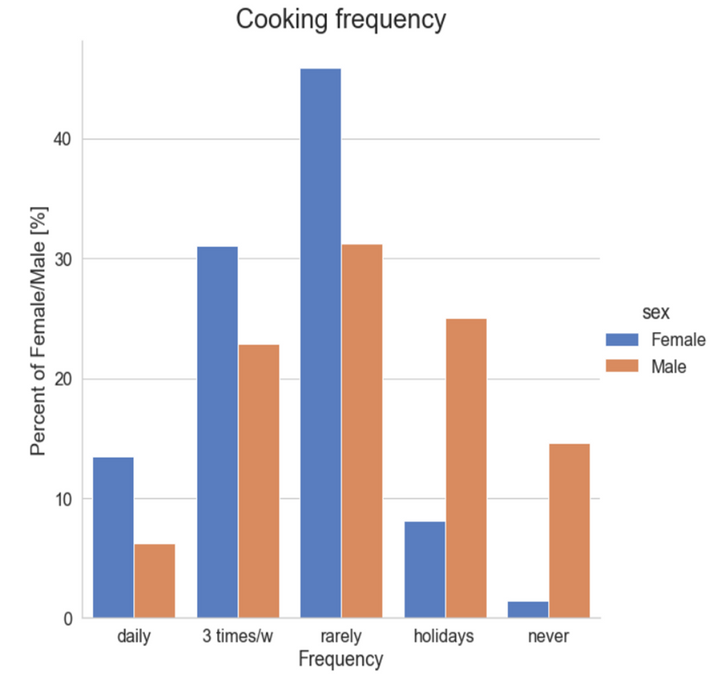 Cooking frequency
Percent of Female/Male [%]
40
30
20
10
0
daily 3 times/w rarely holidays never
Frequency
sex
Female
Male